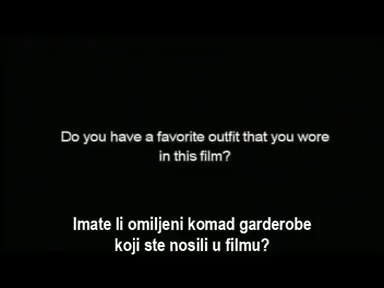 Do you have a favorite outfit that you wore
in this film?
Imate li omiljeni komad garderobe
koji ste nosili u filmu?